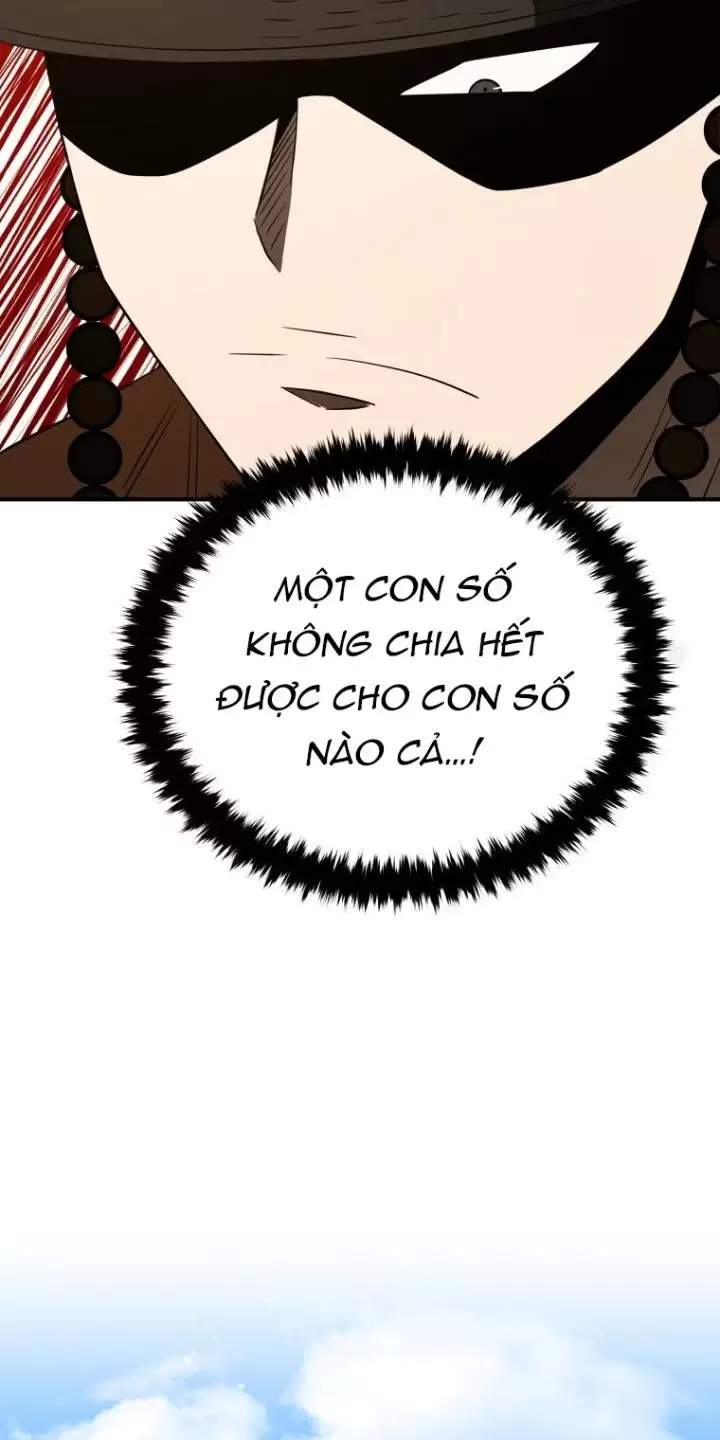 MỘT CON SỐ
KHÔNG CHIA HẾT
ĐƯỢC CHO CON SỐ
NÀO CẢ...!